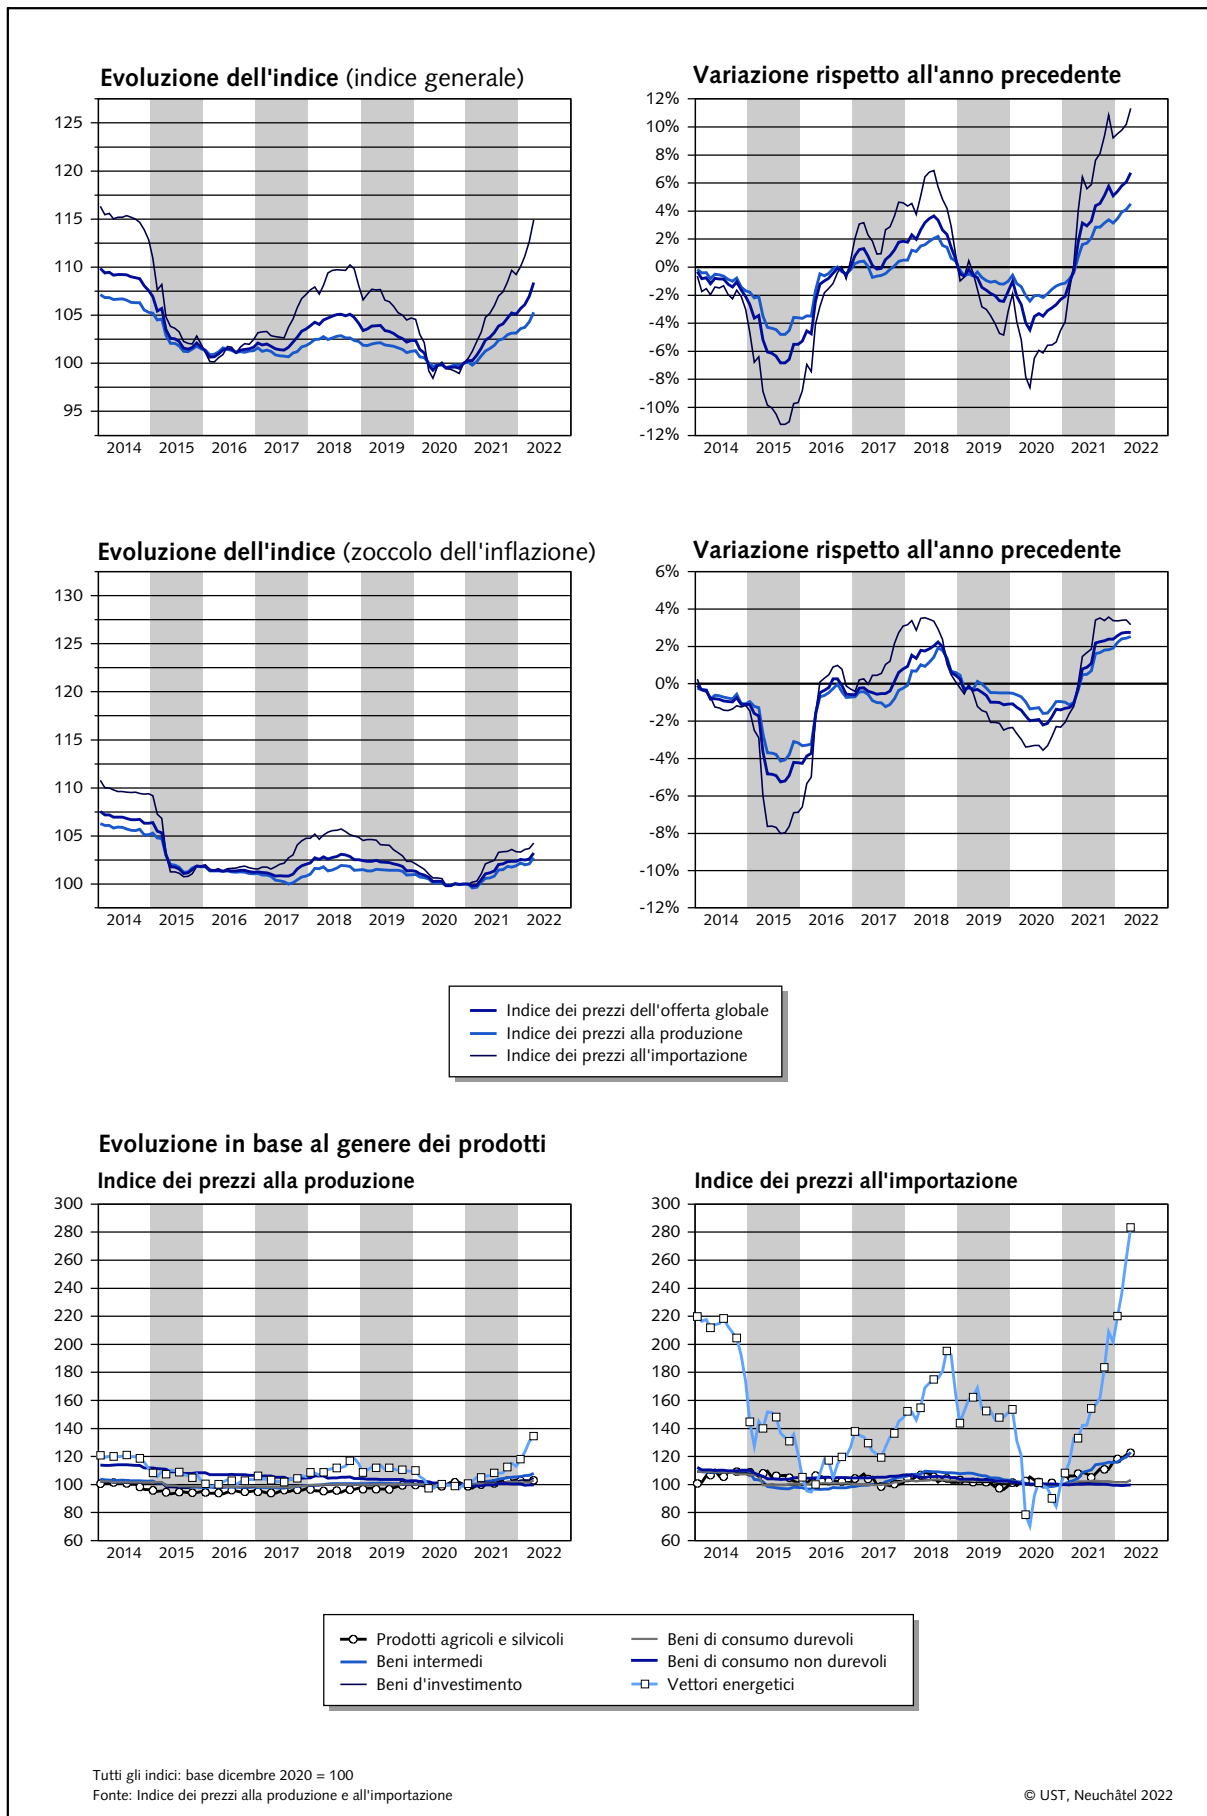 Evoluzione dell'indice (indice generale)
125
120
115
110
105
100
95
2014 2015 2016 2017 2018 2019 2020 2021 2022
Variazione rispetto all'anno precedente
12%
10%
8%
6%
4%
2%
0%
-2%
-4%
-6%
-8%
-10%
-12%
2014 2015 2016 2017 2018 2019 2020 2021 2022
Evoluzione dell'indice (zoccolo dell'inflazione)
130
125
120
115
110
105
100
2014 2015 2016 2017 2018 2019 2020 2021 2022
Variazione rispetto all'anno precedente
6%
4%
2%
0%
-2%
-4%
-6%
-8%
-10%
-12%
2014 2015 2016 2017 2018 2019 2020 2021 2022
Indice dei prezzi dell'offerta globale
Indice dei prezzi alla produzione
Indice dei prezzi all'importazione
Evoluzione in base al genere dei prodotti
Indice dei prezzi alla produzione
300
280
260
240
220
200
180
160
140
120
100
80
60
2014 2015 2016 2017 2018 2019 2020 2021 2022
Indice dei prezzi all'importazione
300
280
260
240
220
200
180
160
140
120
100
80
60
2014 2015 2016 2017 2018 2019 2020 2021 2022
Prodotti agricoli e silvicoli
Beni intermedi
Beni d'investimento
Beni di consumo durevoli
Beni di consumo non durevoli
Vettori energetici
Tutti gli indici: base dicembre 2020 = 100
Fonte: Indice dei prezzi alla produzione e all'importazione
© UST, Neuchâtel 2022